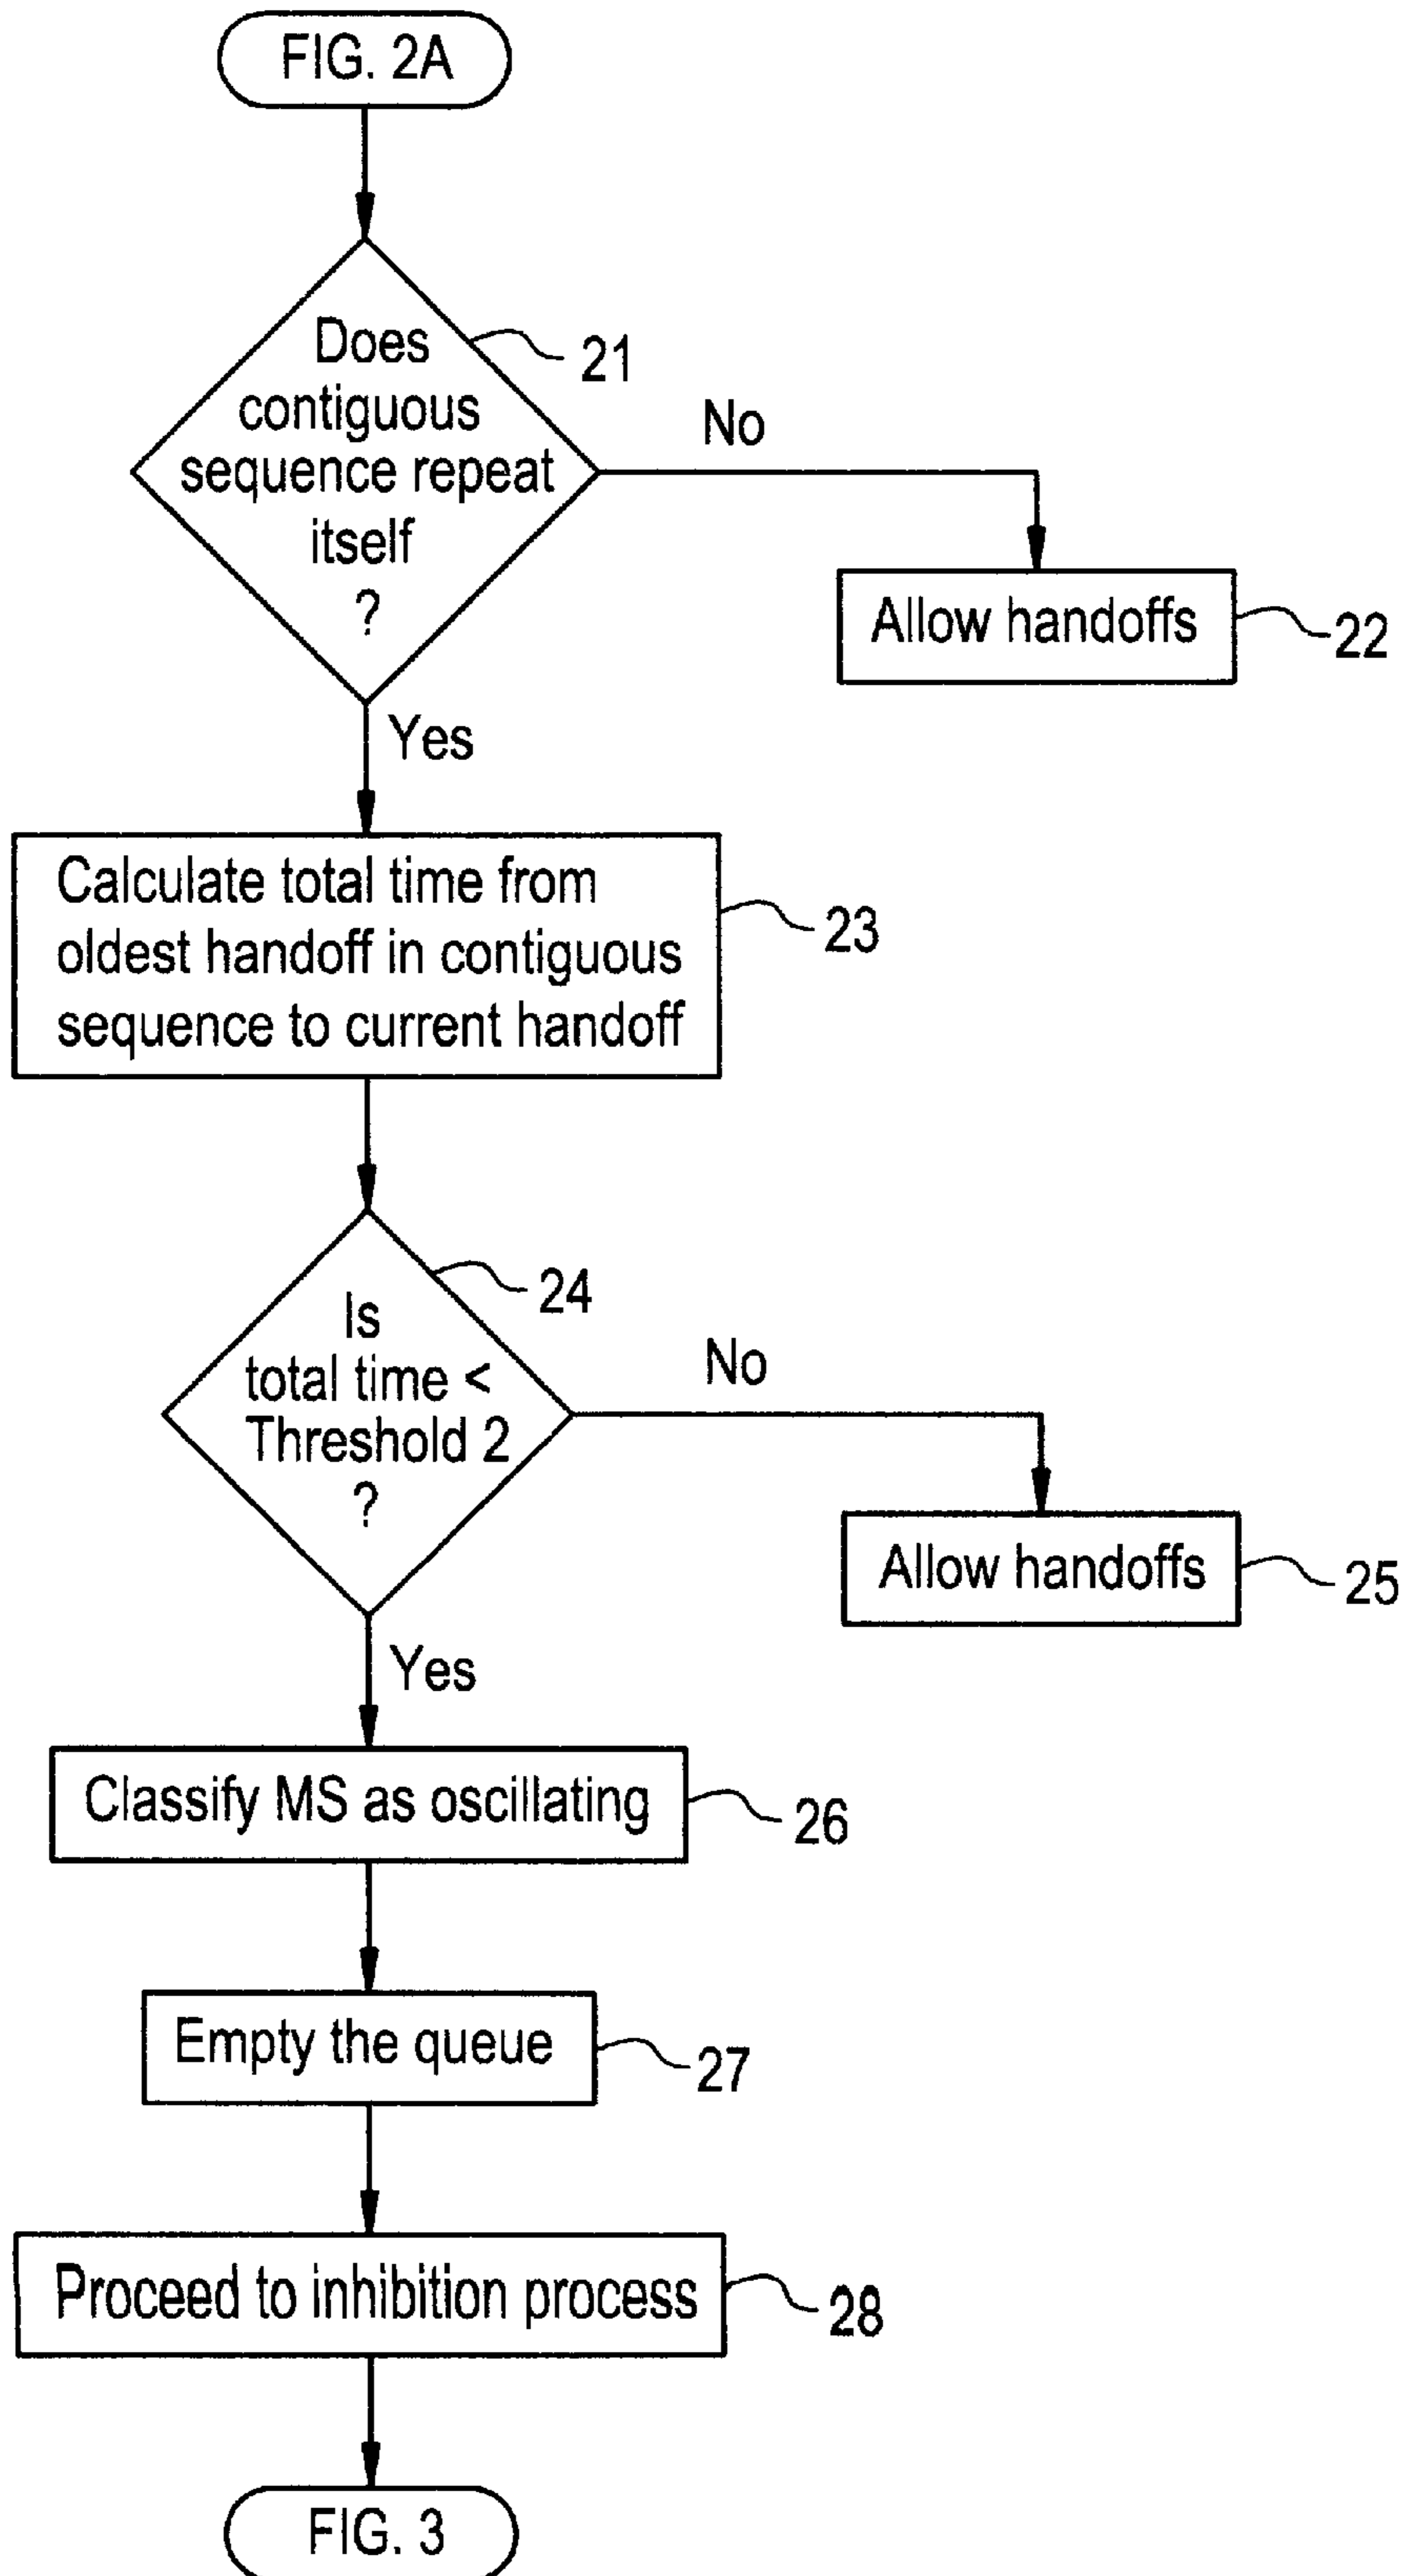 FIG. 2A
Does
contiguous
sequence repeat
itself
?
21
No
Allow handoffs
22
Yes
Calculate total time from
oldest handoff in contiguous
sequence to current handoff
23
Is
total time <
Threshold 2
?
24
No
Allow handoffs
25
Yes
Classify MS as oscillating
26
Empty the queue
27
Proceed to inhibition process
28
FIG. 3